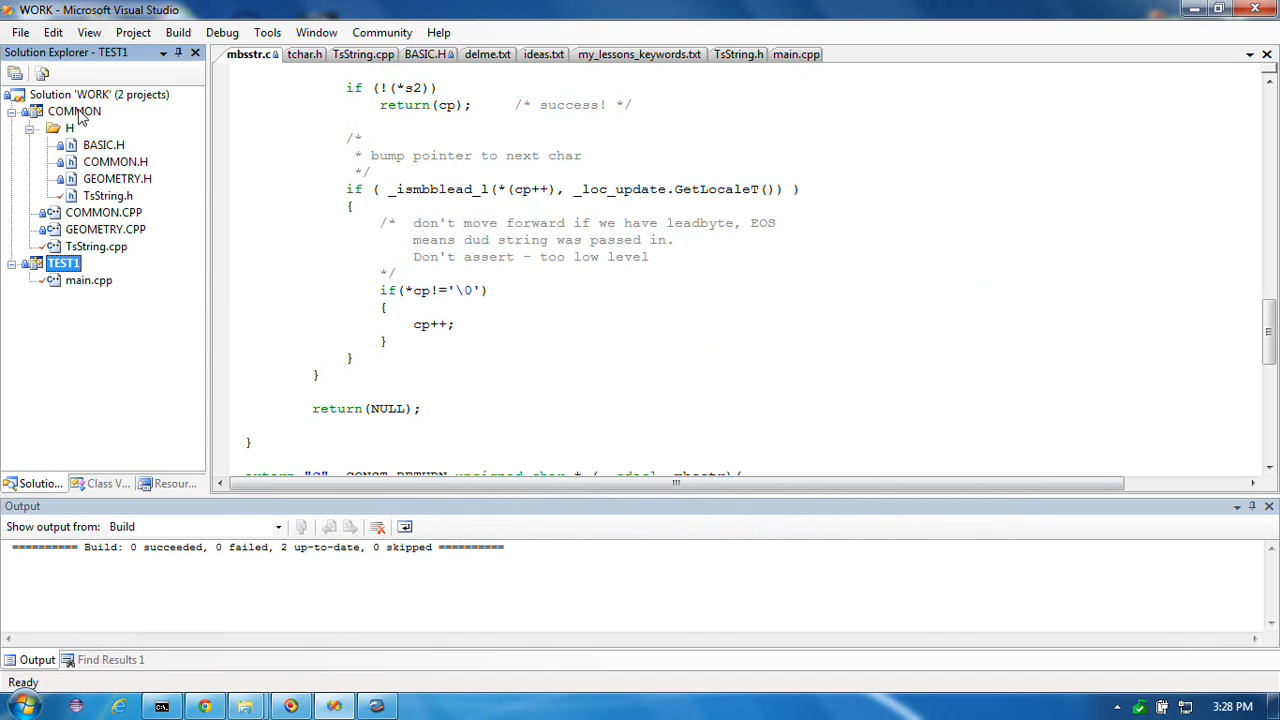 WORK - Microsoft Visual Studio
File Edit View Project Build Debug Tools Window Community Help
Solution Explorer - TEST1
mbsstr.c tchar.h TsString.cpp BASIC.H delme.txt ideas.txt my_lessons_keywords.txt TsString.h main.cpp
Solution 'WORK' (2 projects)
COMMON
H
BASIC.H
COMMON.H
GEOMETRY.H
TsString.h
COMMON.CPP
GEOMETRY.CPP
TsString.cpp
TEST1
main.cpp
if (!(*s2))
return(cp); /* success! */
/*
* bump pointer to next char
*/
if ( _ismbblead_l(*(cp++), _loc_update.GetLocaleT()) )
{
/* don't move forward if we have leadbyte, EOS
means dud string was passed in.
Don't assert - too low level
*/
if(*cp!='\0')
{
cp++;
}
}
}
return(NULL);
}
Solutio... Class V... Resour...
Output
Show output from: Build
========== Build: 0 succeeded, 0 failed, 2 up-to-date, 0 skipped ==========
Output Find Results 1
Ready
3:28 PM